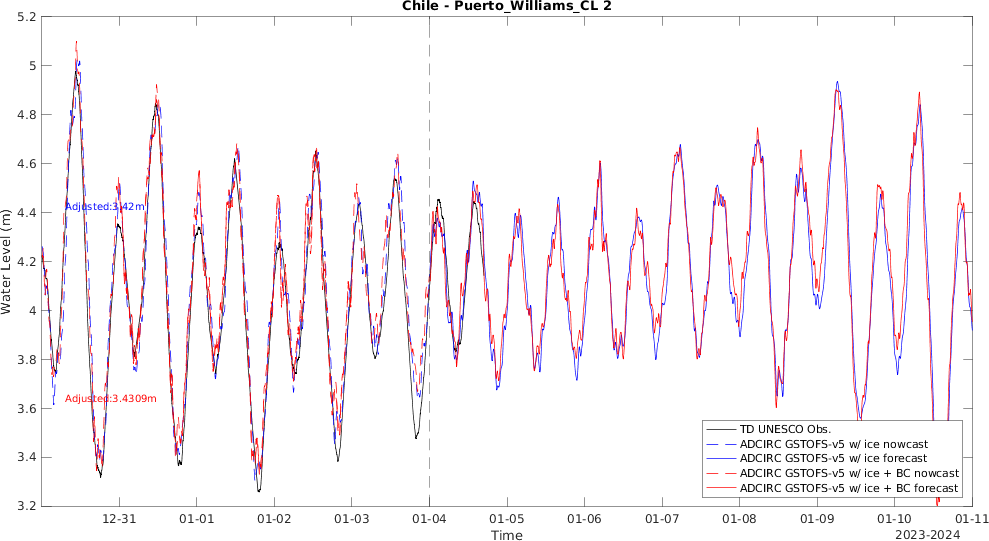 Chile - Puerto_Williams_CL 2
5.2
5
4.8
4.6
4.4
4.2
4
3.8
3.6
3.4
3.2
Water Level (m)
Adjusted:3.42m
Adjusted:3.4309m
TD UNESCO Obs.
ADCIRC GSTOFS-v5 w/ ice nowcast
ADCIRC GSTOFS-v5 w/ ice forecast
ADCIRC GSTOFS-v5 w/ ice + BC nowcast
ADCIRC GSTOFS-v5 w/ ice + BC forecast
12-31 01-01 01-02 01-03 01-04 01-05 01-06 01-07 01-08 01-09 01-10 01-11
Time
2023-2024